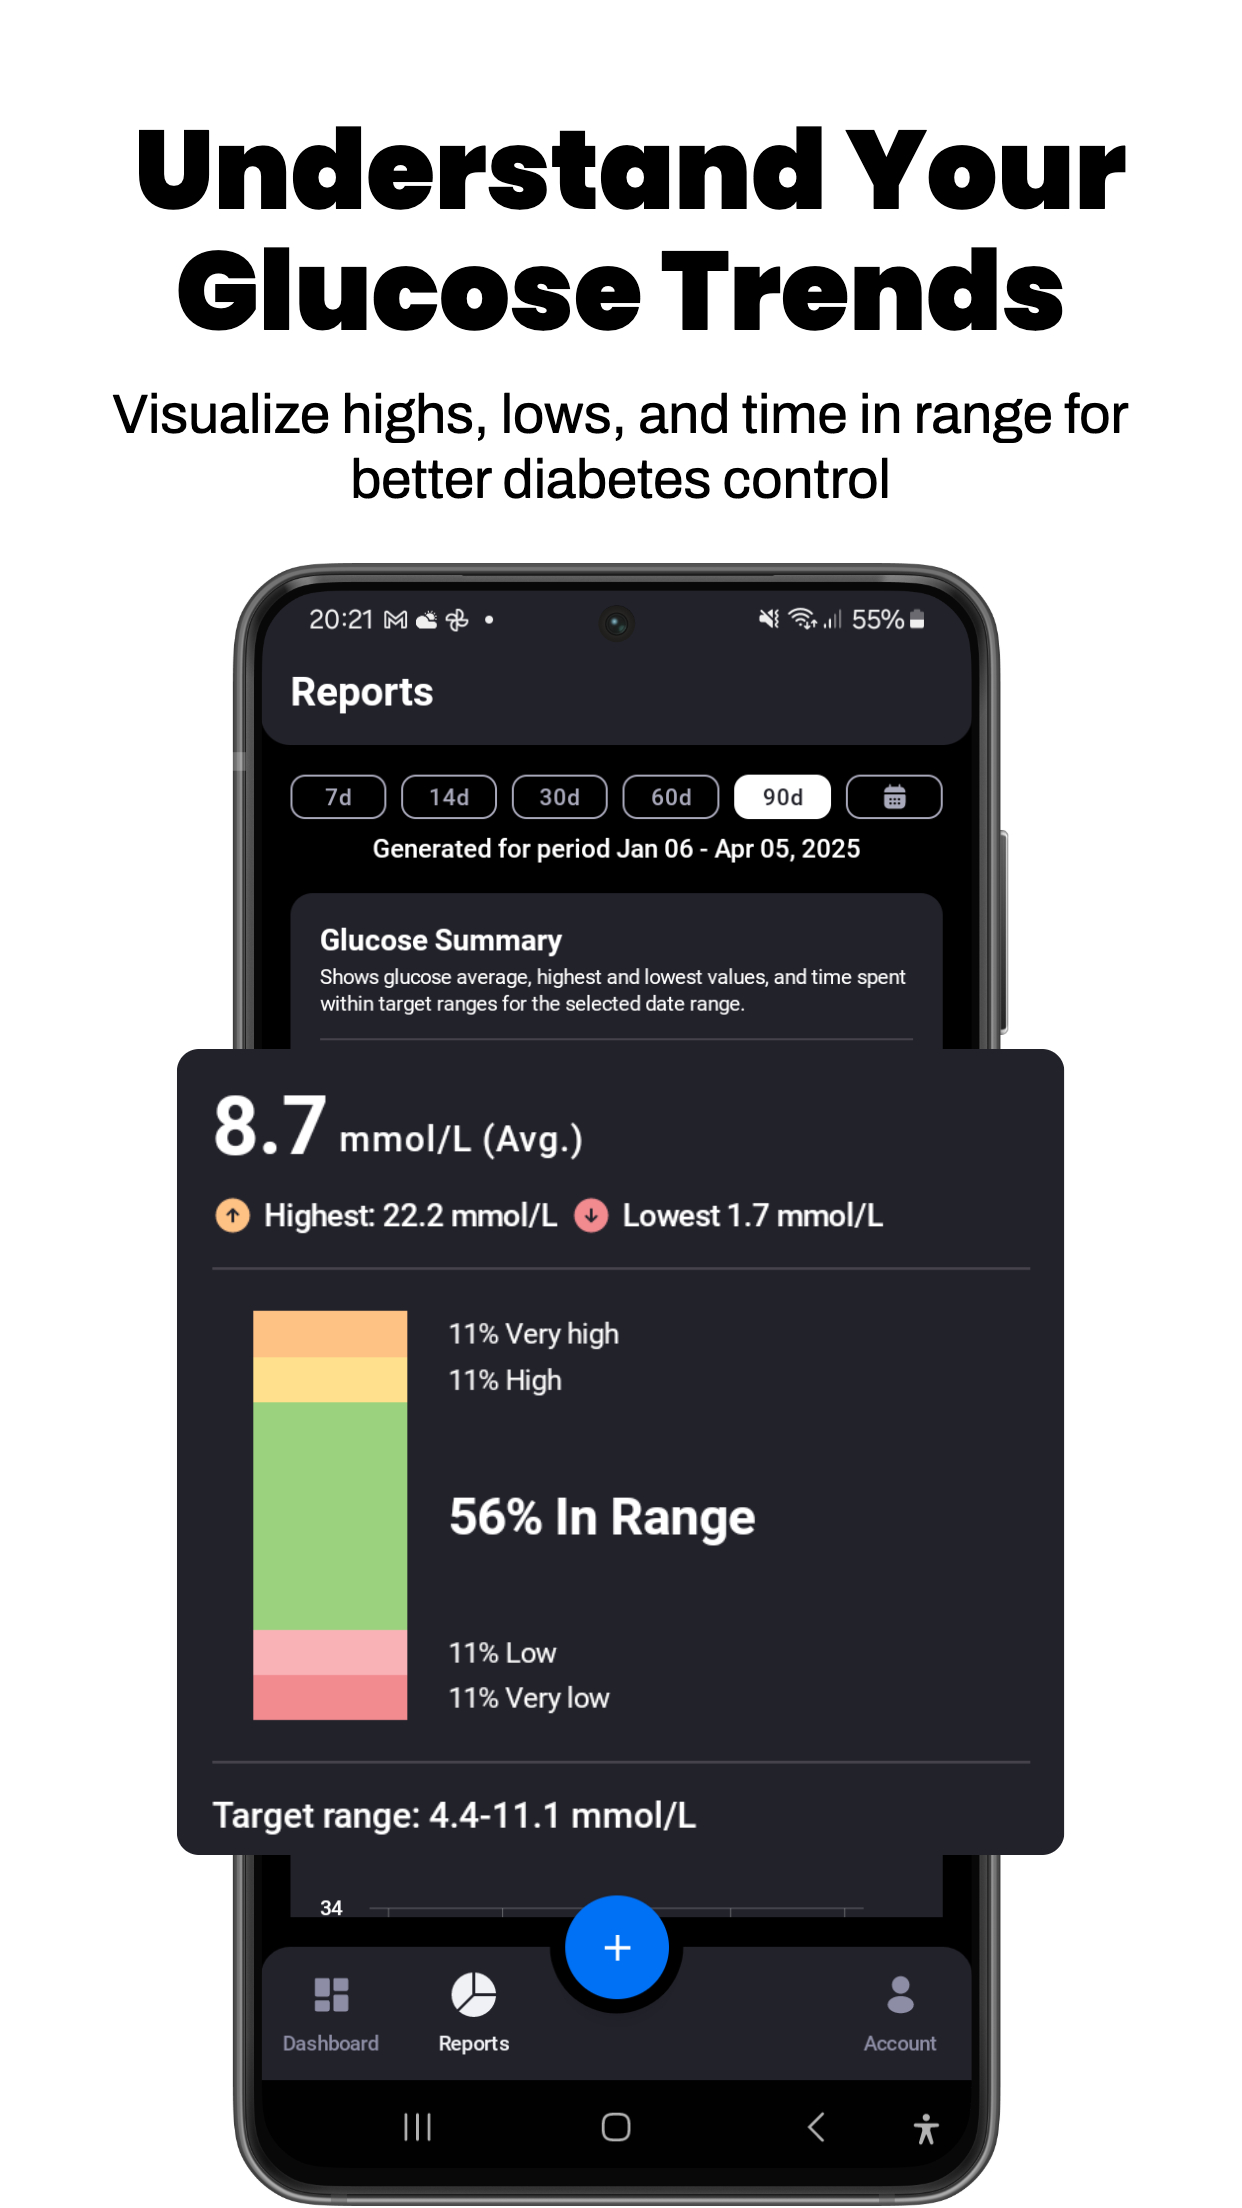 Understand Your
Glucose Trends
Visualize highs, lows, and time in range for
better diabetes control
20:21
55%
Reports
7d
14d
30d
60d
90d
Generated for period Jan 06 - Apr 05, 2025
Glucose Summary
Shows glucose average, highest and lowest values, and time spent
within target ranges for the selected date range.
8.7 mmol/L (Avg.)
Highest: 22.2 mmol/L
Lowest 1.7 mmol/L
11% Very high
11% High
56% In Range
11% Low
11% Very low
Target range: 4.4-11.1 mmol/L
34
+
Dashboard
Reports
Account